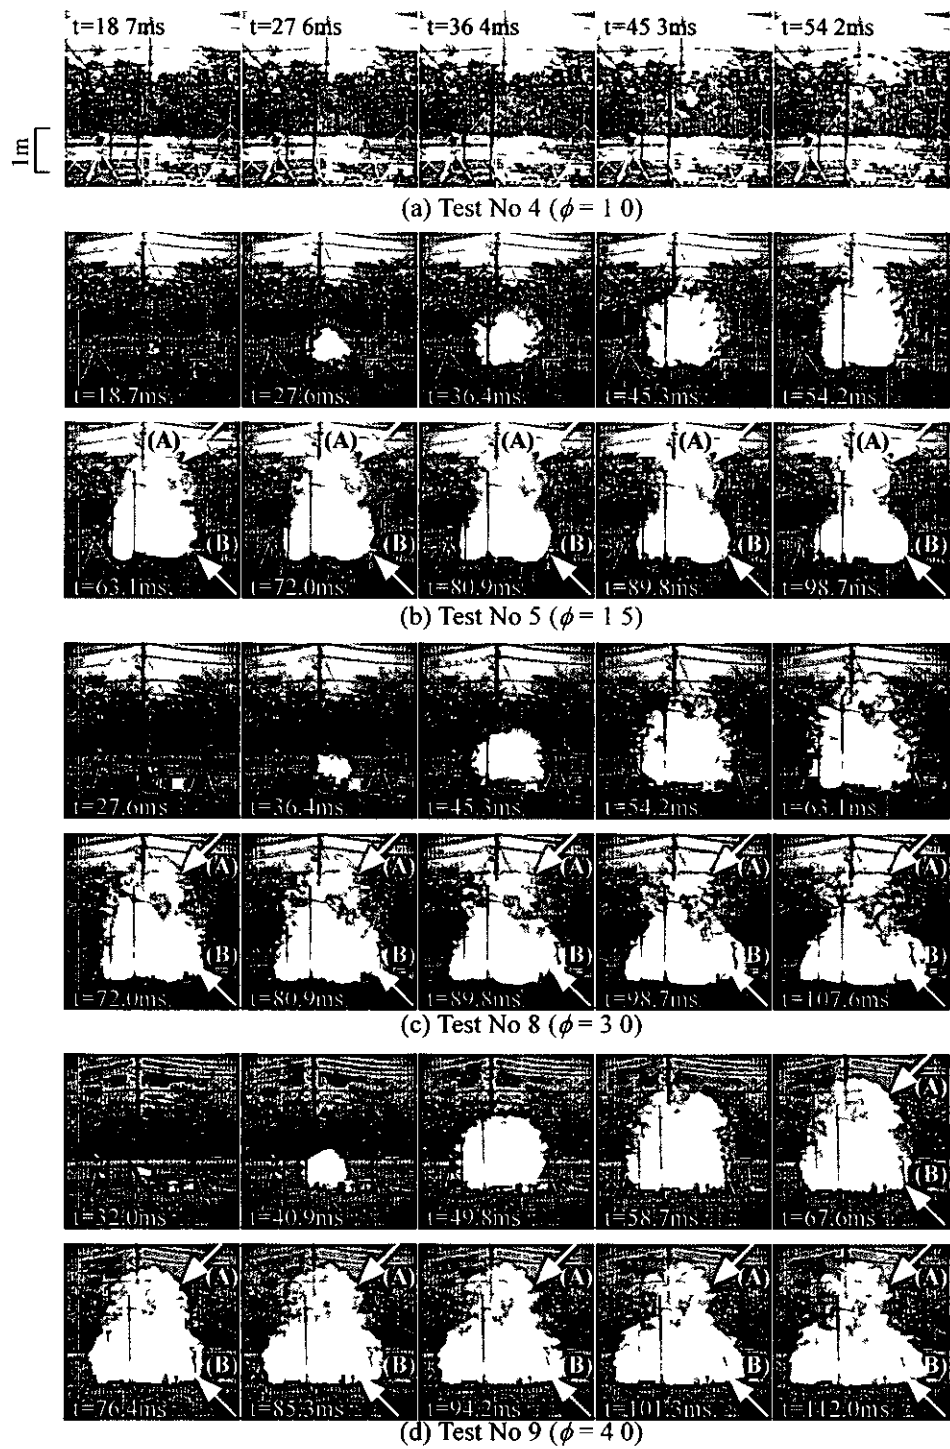 t=18 7ms t=27 6ms t=36 4ms t=45 3ms t=54 2ms
1m
(a) Test No 4 (ϕ = 1 0)
t=18.7ms. t=27.6ms. t=36.4ms. t=45.3ms. t=54.2ms.
(A) (A) (A) (A) (A)
(B) (B) (B) (B) (B)
t=63.1ms. t=72.0ms. t=80.9ms. t=89.8ms. t=98.7ms.
(b) Test No 5 (ϕ = 1 5)
t=27.6ms. t=36.4ms. t=45.3ms. t=54.2ms. t=63.1ms.
(A) (A) (A) (A) (A)
(B) (B) (B) (B) (B)
t=72.0ms. t=80.9ms. t=89.8ms. t=98.7ms. t=107.6ms.
(c) Test No 8 (ϕ = 3 0)
(A)
(B)
t=32.0ms. t=40.9ms. t=49.8ms. t=58.7ms. t=67.6ms.
(A) (A) (A) (A) (A)
(B) (B) (B) (B) (B)
t=76.4ms. t=85.3ms. t=94.2ms. t=101.3ms. t=112.0ms.
(d) Test No 9 (ϕ = 4 0)